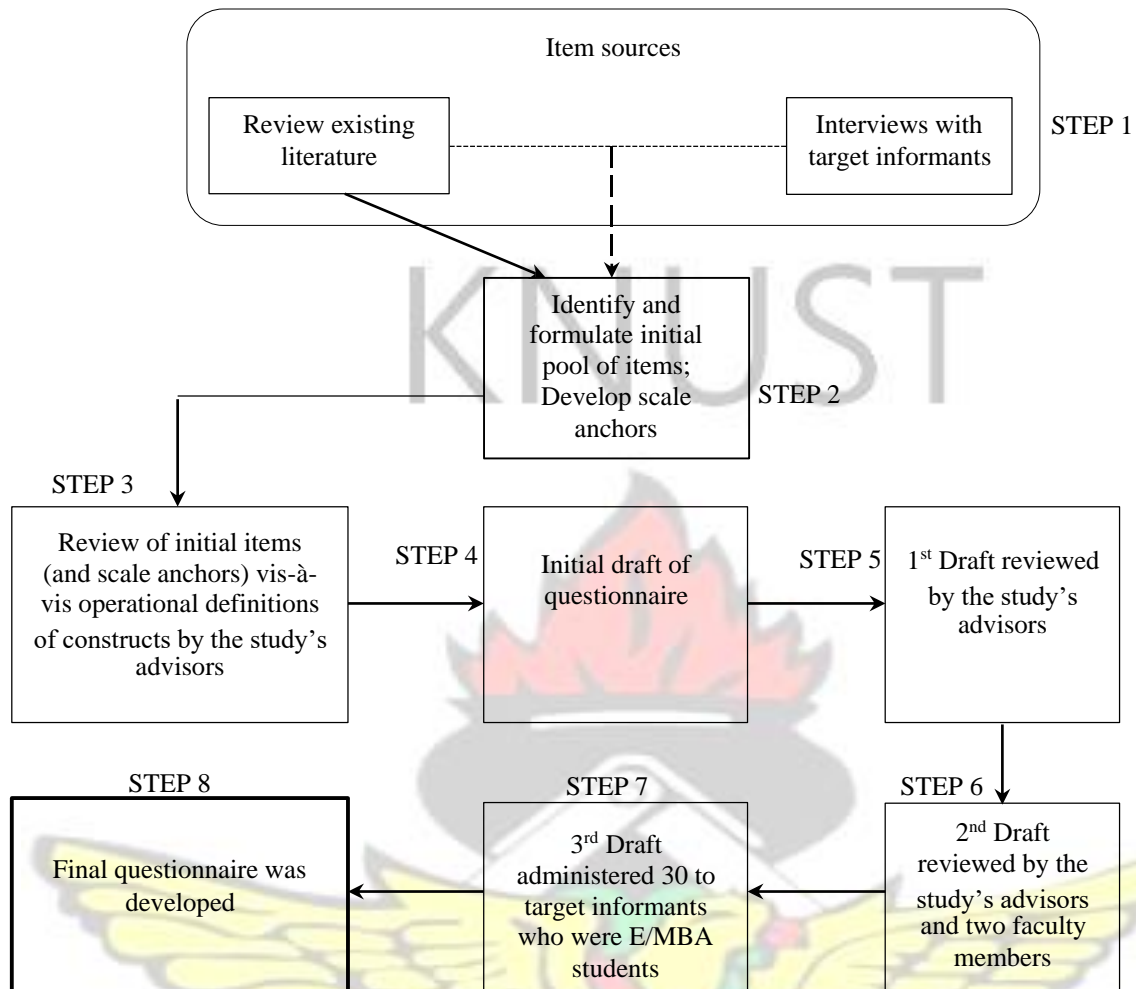 Item sources
Review existing
literature
Interviews with
target informants
STEP 1
KNUST
Identify and
formulate initial
pool of items;
Develop scale
anchors
STEP 2
STEP 3
Review of initial items
(and scale anchors) vis-à-
vis operational definitions
of constructs by the study’s
advisors
STEP 4
Initial draft of
questionnaire
STEP 5
1st Draft reviewed
by the study’s
advisors
STEP 6
2nd Draft
reviewed by the
study’s advisors
and two faculty
members
STEP 7
3rd Draft
administered 30 to
target informants
who were E/MBA
students
STEP 8
Final questionnaire was
developed